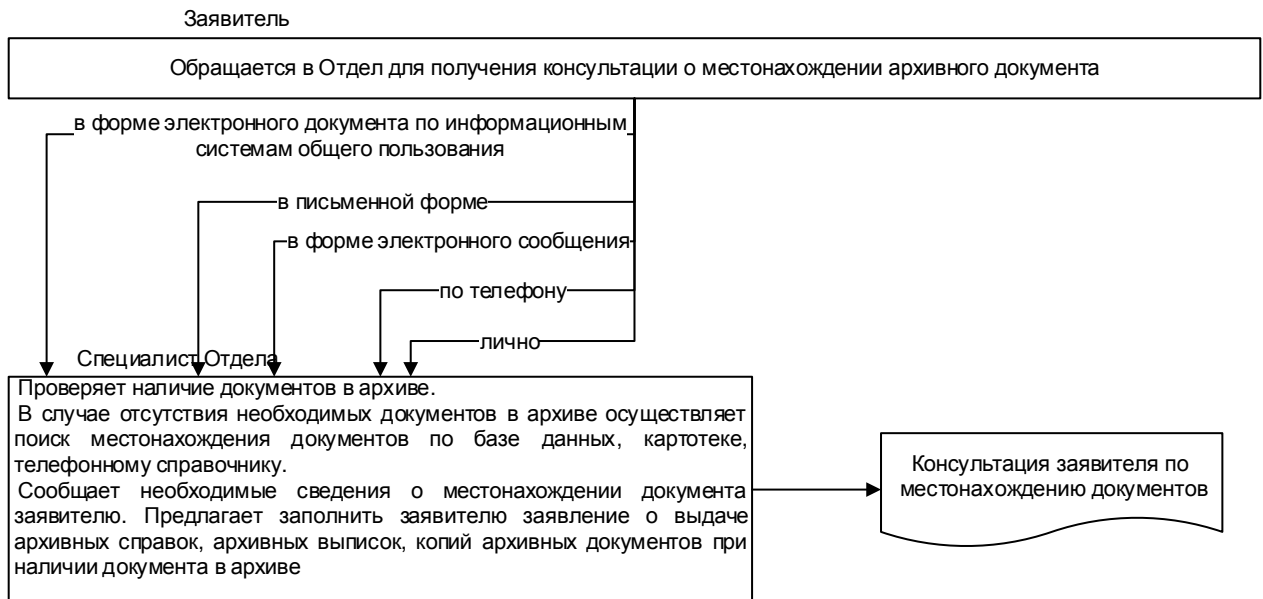 Заявитель
Обращается в Отдел для получения консультации о местонахождении архивного документа
в форме электронного документа по информационным
системам общего пользования
в письменной форме
в форме электронного сообщения
по телефону
лично
Специалист Отдела
Проверяет наличие документов в архиве.
В случае отсутствия необходимых документов в архиве осуществляет
поиск местонахождения документов по базе данных, картотеке,
телефонному справочнику.
Сообщает необходимые сведения о местонахождении документа
заявителю. Предлагает заполнить заявителю заявление о выдаче
архивных справок, архивных выписок, копий архивных документов при
наличии документа в архиве
Консультация заявителя по
местонахождению документов